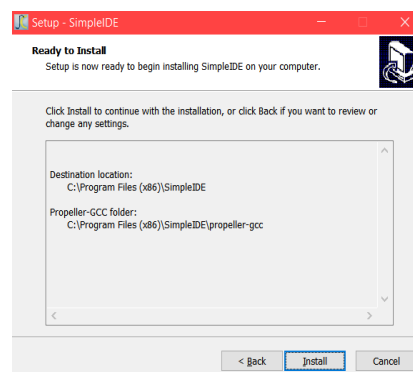 Setup - SimpleIDE
Ready to Install
Setup is now ready to begin installing SimpleIDE on your computer.
Click Install to continue with the installation, or click Back if you want to review or
change any settings.
Destination location:
C:\Program Files (x86)\SimpleIDE
Propeller-GCC folder:
C:\Program Files (x86)\SimpleIDE\propeller-gcc
< Back
Install
Cancel